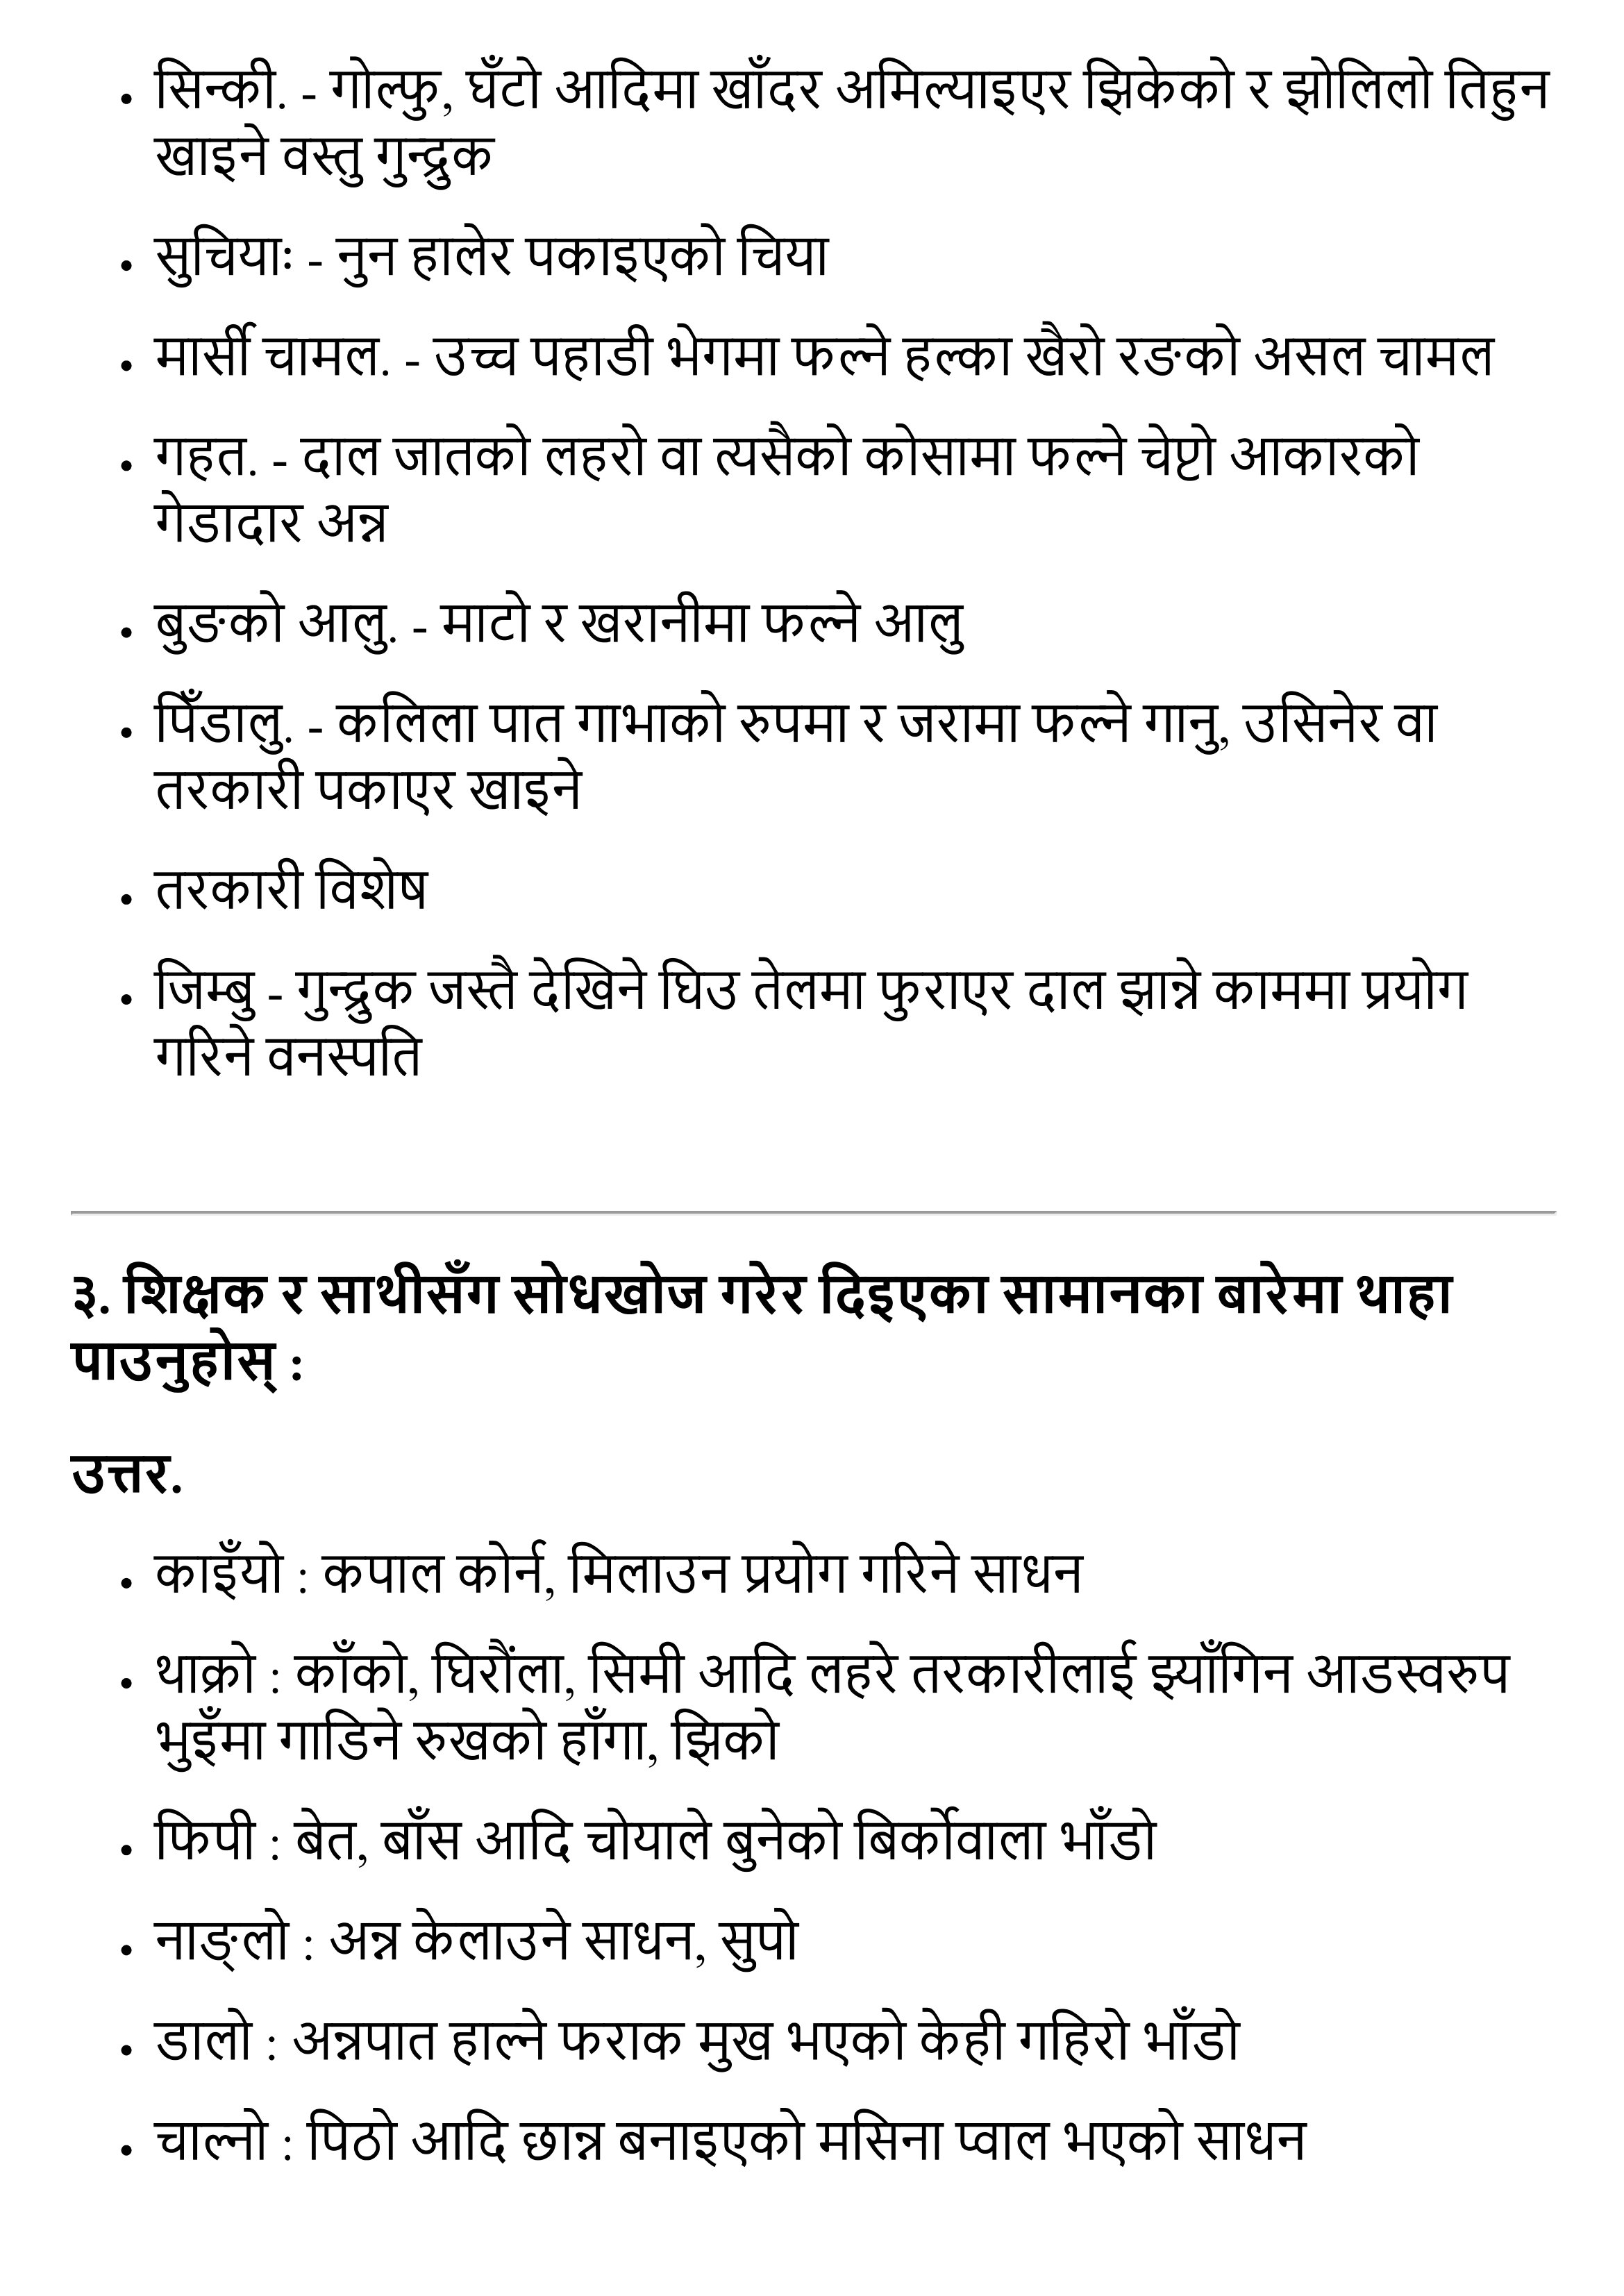 • सिन्की. - गोल्फु, घँटो आदिमा खाँदर अमिल्याइएर झिकेको र झोलिलो तिहुन
खाइने वस्तु गुन्द्रुक
• सुचियाः - नुन हालेर पकाइएको चिया
• मार्सी चामल. - उच्च पहाडी भेगमा फल्ने हल्का खैरो रङको असल चामल
• गहत. - दाल जातको लहरो वा त्यसैको कोसामा फल्ने चेप्टो आकारको
गेडादार अन्न
• बुङको आलु. - माटो र खरानीमा फल्ने आलु
• पिँडालु. - कलिला पात गाभाको रुपमा र जरामा फल्ने गानु, उसिनेर वा
तरकारी पकाएर खाइने
• तरकारी विशेष
• जिम्बु - गुन्द्रुक जस्तै देखिने घिउ तेलमा फुराएर दाल झान्ने काममा प्रयोग
गरिने वनस्पति
३. शिक्षक र साथीसँग सोधखोज गरेर दिइएका सामानका बारेमा थाहा
पाउनुहोस् :
उत्तर.
• काइँयो : कपाल कोर्न, मिलाउन प्रयोग गरिने साधन
• थाक्रो : काँको, घिरौंला, सिमी आदि लहरे तरकारीलाई झ्याँगिन आडस्वरुप
भुइँमा गाडिने रुखको हाँगा, झिको
• फिपी : बेत, बाँस आदि चोयाले बुनेको बिर्कोवाला भाँडो
• नाङ्लो : अन्न केलाउने साधन, सुपो
• डालो : अन्नपात हाल्ने फराक मुख भएको केही गहिरो भाँडो
• चाल्नो : पिठो आदि छान्न बनाइएको मसिना प्वाल भएको साधन